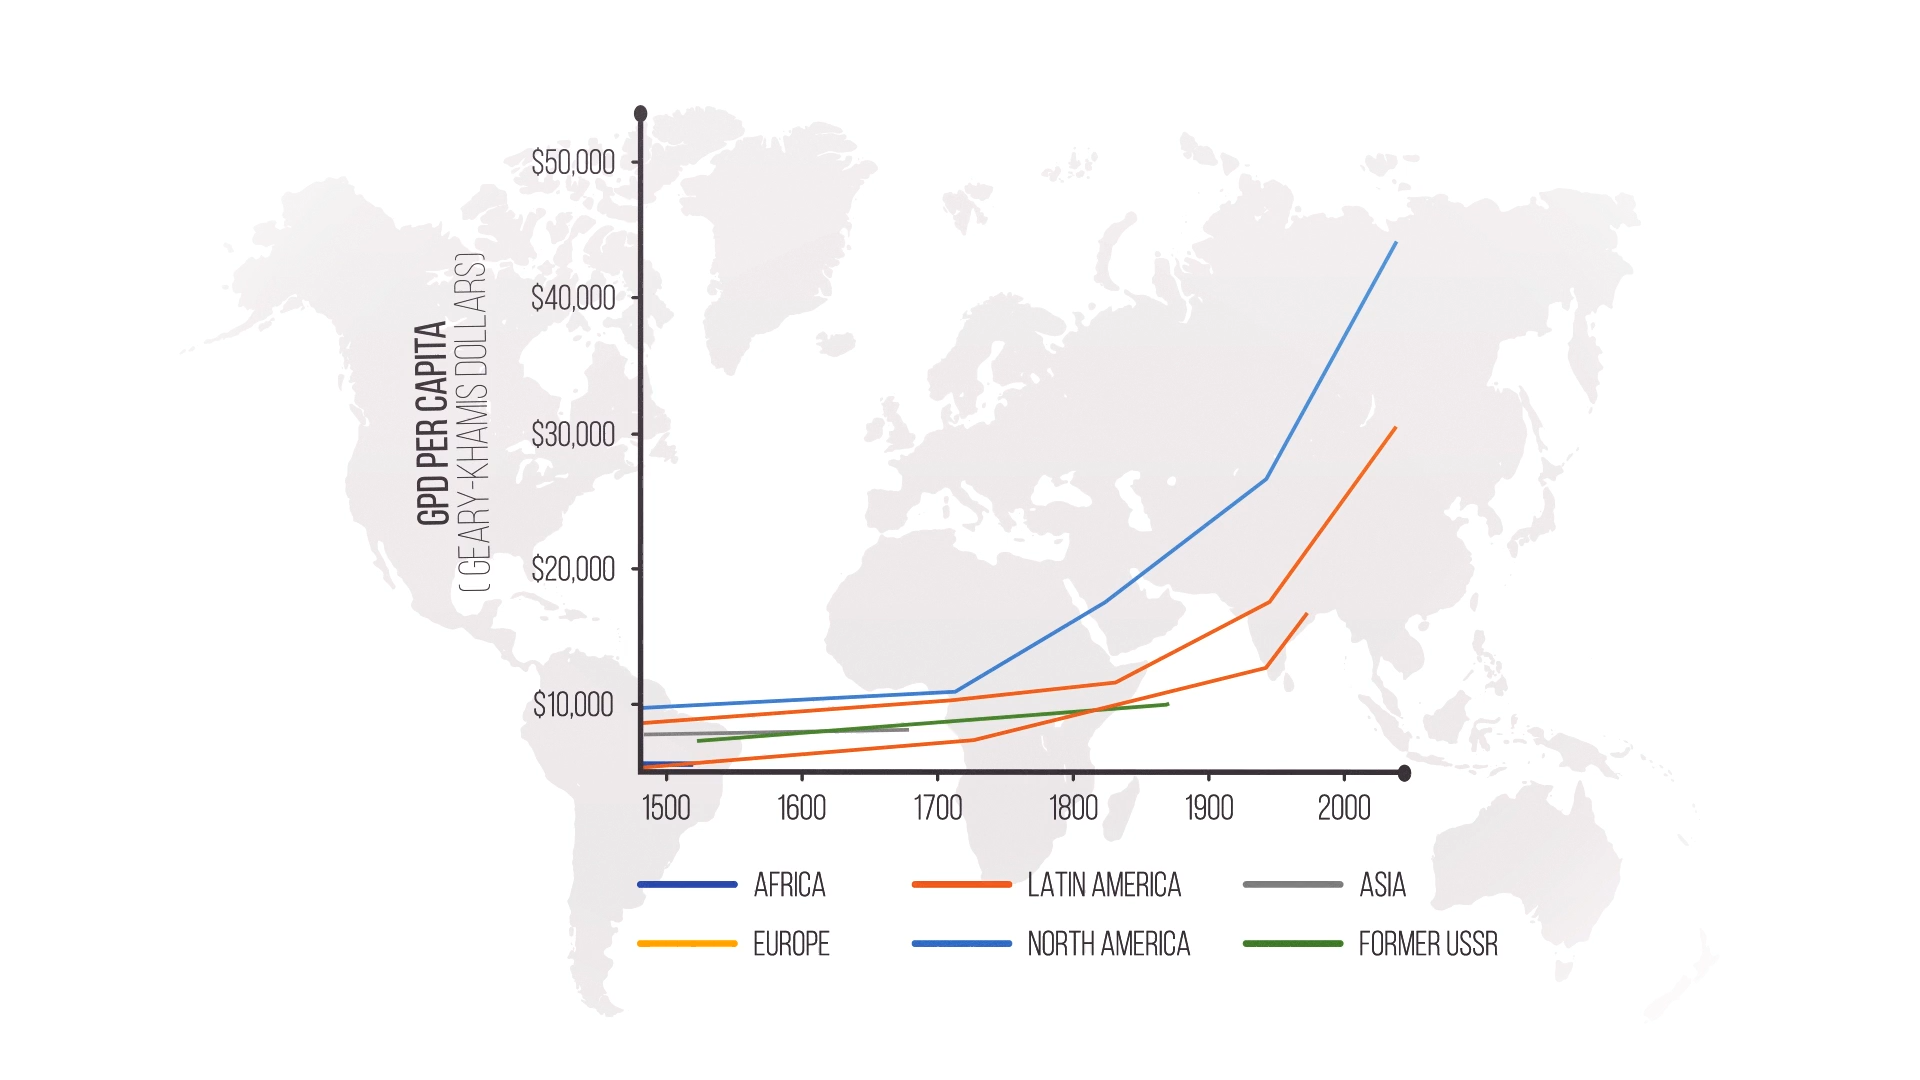 GPD PER CAPITA
( GEARY-KHAMIS DOLLARS)
$50,000
$40,000
$30,000
$20,000
$10,000
1500 1600 1700 1800 1900 2000
AFRICA LATIN AMERICA ASIA
EUROPE NORTH AMERICA FORMER USSR